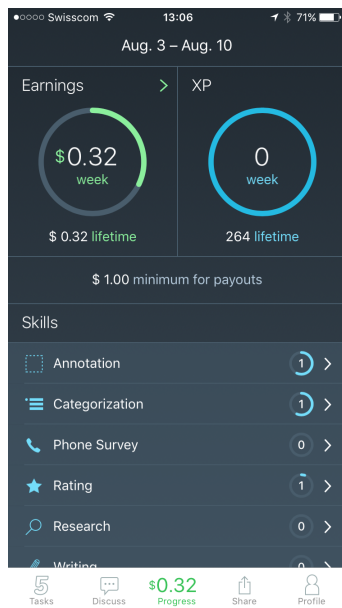 Swisscom 13:06 71%
Aug. 3 – Aug. 10
Earnings
XP
$0.32
week
0
week
$ 0.32 lifetime
264 lifetime
$ 1.00 minimum for payouts
Skills
Annotation 1
Categorization 1
Phone Survey 0
Rating 1
Research 0
Writing
5 $0.32
Tasks Discuss Progress Share Profile